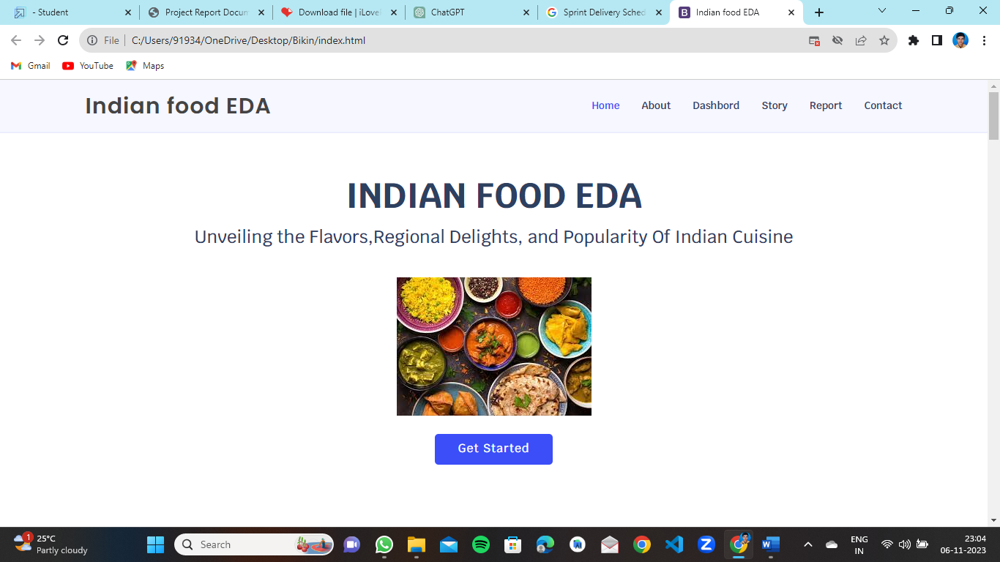 - Student
Project Report Docum
Download file | iLovel
ChatGPT
Sprint Delivery Sched
Indian food EDA
File
C:/Users/91934/OneDrive/Desktop/Bikin/index.html
Gmail
YouTube
Maps
Indian food EDA
Home
About
Dashbord
Story
Report
Contact
INDIAN FOOD EDA
Unveiling the Flavors,Regional Delights, and Popularity Of Indian Cuisine
Get Started
1
25°C
Partly cloudy
Search
ENG
IN
23:04
06-11-2023